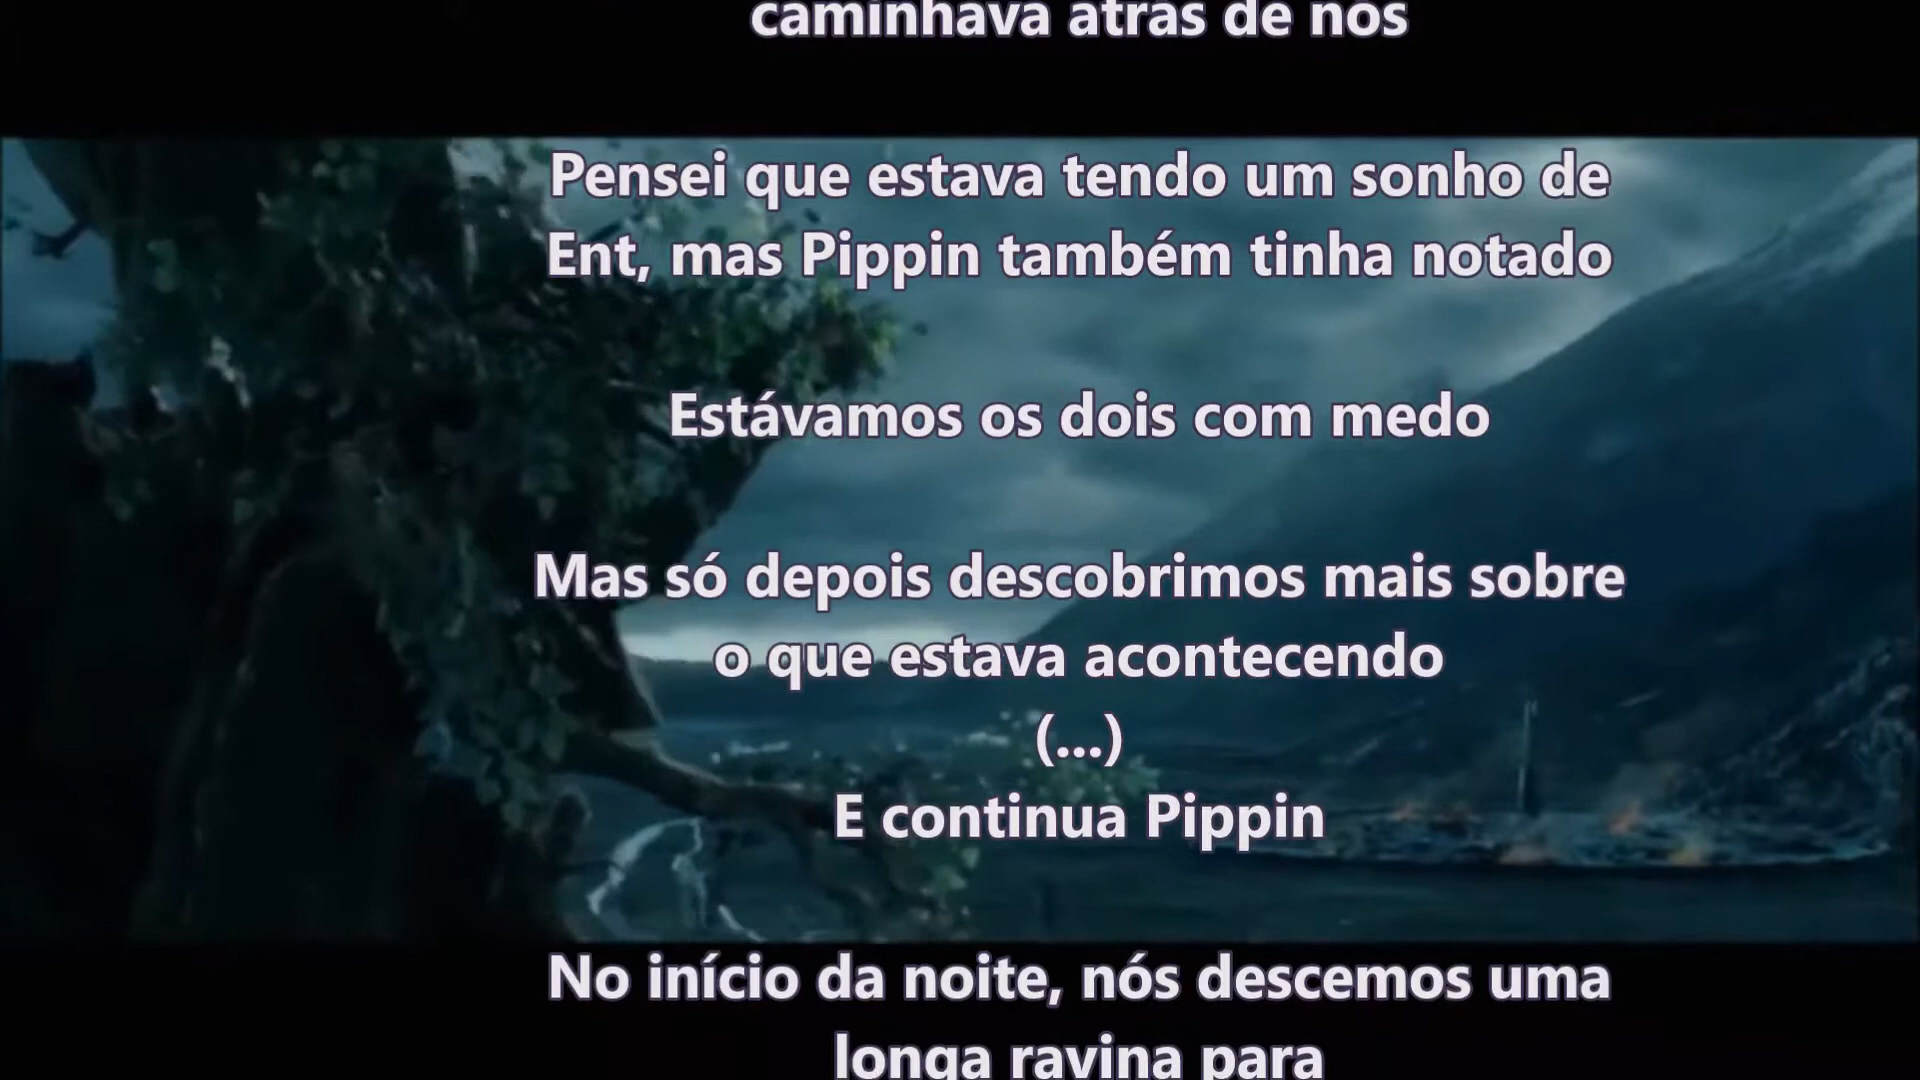 caminhava atrás de nós
Pensei que estava tendo um sonho de
Ent, mas Pippin também tinha notado
Estávamos os dois com medo
Mas só depois descobrimos mais sobre
o que estava acontecendo
(...)
E continua Pippin
No início da noite, nós descemos uma
longa ravina para